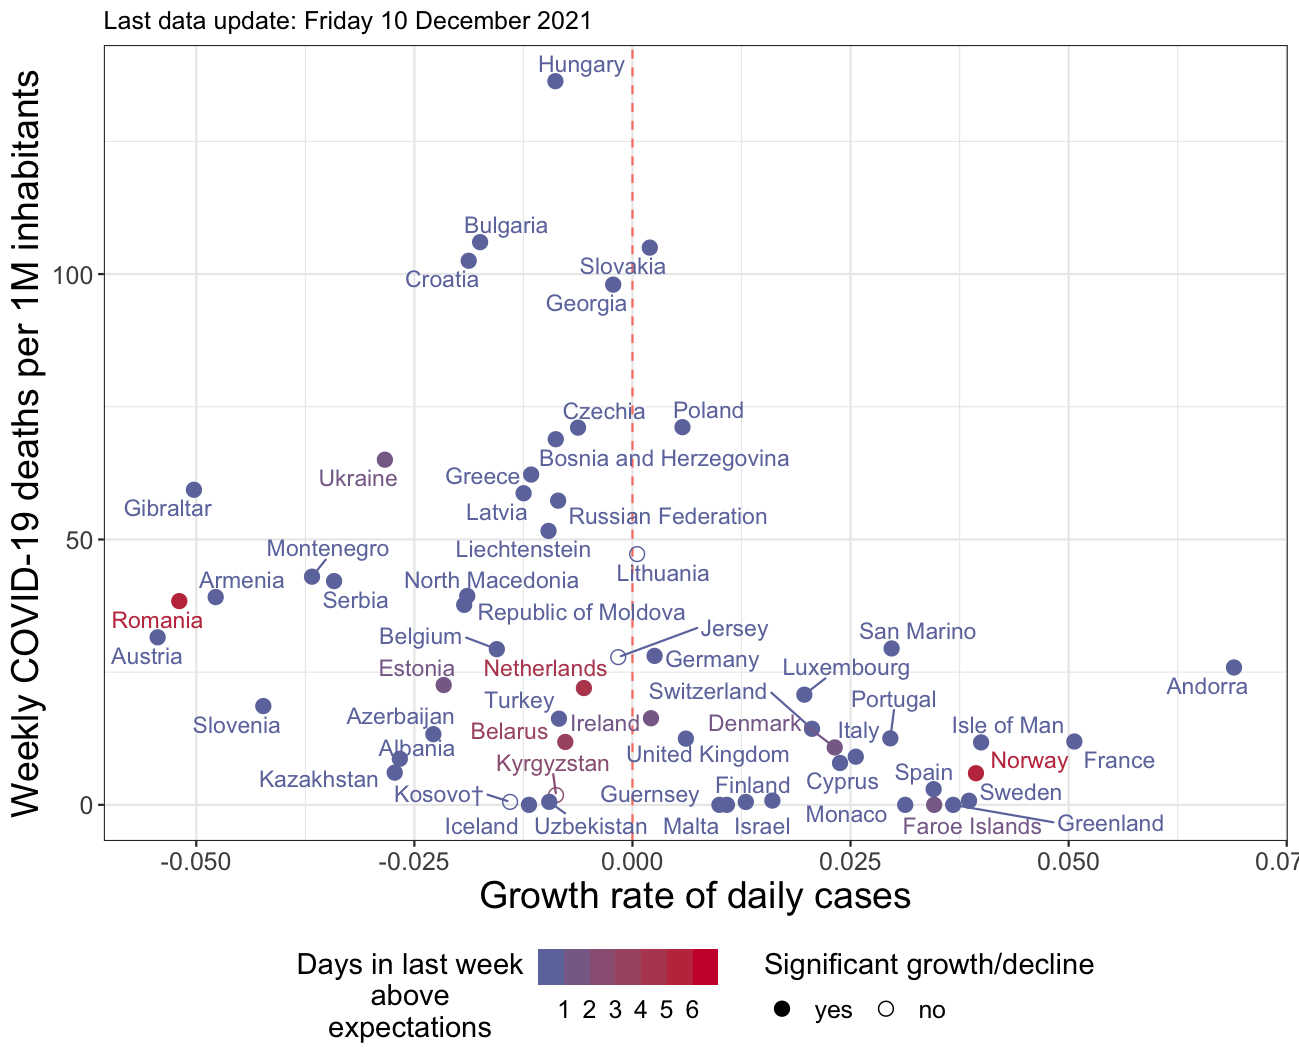 Last data update: Friday 10 December 2021
Weekly COVID-19 deaths per 1M inhabitants
Hungary
Bulgaria
Croatia
Slovakia
100
Georgia
Czechia
Poland
Bosnia and Herzegovina
Ukraine
Greece
Gibraltar
Latvia
Russian Federation
50
Montenegro
Liechtenstein
Lithuania
Armenia
North Macedonia
Serbia
Republic of Moldova
Romania
Jersey
San Marino
Belgium
Austria
Germany
Estonia
Netherlands
Luxembourg
Andorra
Switzerland
Turkey
Portugal
Azerbaijan
Slovenia
Ireland
Denmark
Isle of Man
Belarus
Italy
Albania
United Kingdom
Norway
France
Kyrgyzstan
Spain
Kazakhstan
Cyprus
Finland
Kosovo†
Guernsey
Sweden
0
Monaco
Iceland
Uzbekistan
Malta
Israel
Faroe Islands
Greenland
-0.050
-0.025
0.000
0.025
0.050
0.07
Growth rate of daily cases
Days in last week
above
expectations
1 2 3 4 5 6
Significant growth/decline
yes
no